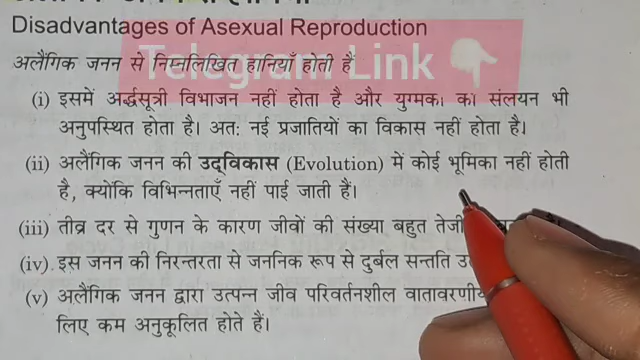 Disadvantages of Asexual Reproduction
Telegram Link
अलैंगिक जनन से निम्नलिखित हानियाँ होती हैं
(i) इसमें अर्द्धसूत्री विभाजन नहीं होता है और युग्मकों का संलयन भी
अनुपस्थित होता है। अतः नई प्रजातियों का विकास नहीं होता है।
(ii) अलैंगिक जनन की उद्‌विकास (Evolution) में कोई भूमिका नहीं होती
है, क्योंकि विभिन्नताएँ नहीं पाई जाती हैं।
(iii) तीव्र दर से गुणन के कारण जीवों की संख्या बहुत तेजी
(iv) इस जनन की निरन्तरता से जननिक रूप से दुर्बल सन्तति
(v) अलैंगिक जनन द्वारा उत्पन्न जीव परिवर्तनशील वातावरणीय
लिए कम अनुकूलित होते हैं।